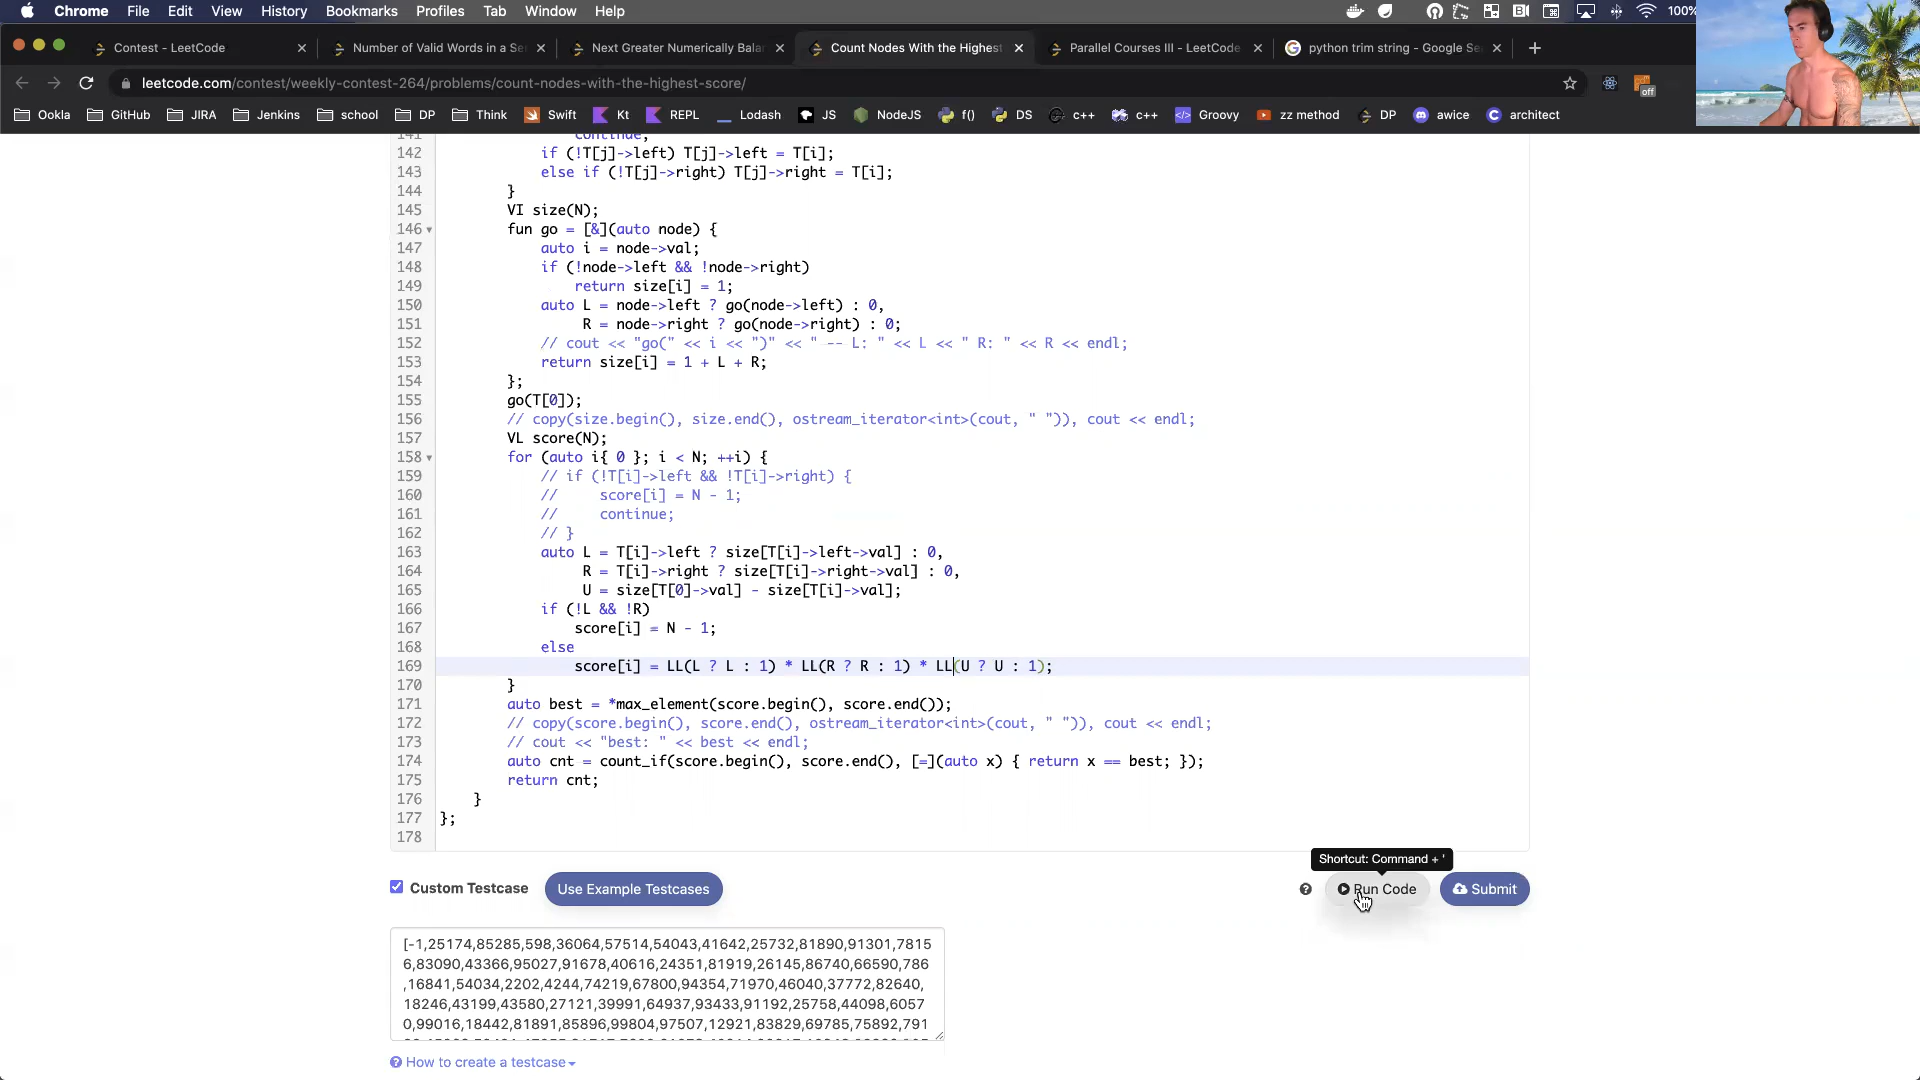 Chrome File Edit View History Bookmarks Profiles Tab Window Help 100%
Contest - LeetCode Number of Valid Words in a Se Next Greater Numerically Bala Count Nodes With the Highest Parallel Courses III - LeetCode python trim string - Google Se
leetcode.com/contest/weekly-contest-264/problems/count-nodes-with-the-highest-score/ off
Ookla GitHub JIRA Jenkins school DP Think Swift Kt REPL Lodash JS NodeJS f() DS c++ c++ Groovy zz method DP awice architect
141 continue;
142 if (!T[j]->left) T[j]->left = T[i];
143 else if (!T[j]->right) T[j]->right = T[i];
144 }
145 VI size(N);
146 fun go = [&](auto node) {
147 auto i = node->val;
148 if (!node->left && !node->right)
149 return size[i] = 1;
150 auto L = node->left ? go(node->left) : 0,
151 R = node->right ? go(node->right) : 0;
152 // cout << "go(" << i << ")" << " -- L: " << L << " R: " << R << endl;
153 return size[i] = 1 + L + R;
154 };
155 go(T[0]);
156 // copy(size.begin(), size.end(), ostream_iterator<int>(cout, " ")), cout << endl;
157 VL score(N);
158 for (auto i{ 0 }; i < N; ++i) {
159 // if (!T[i]->left && !T[i]->right) {
160 // score[i] = N - 1;
161 // continue;
162 // }
163 auto L = T[i]->left ? size[T[i]->left->val] : 0,
164 R = T[i]->right ? size[T[i]->right->val] : 0,
165 U = size[T[0]->val] - size[T[i]->val];
166 if (!L && !R)
167 score[i] = N - 1;
168 else
169 score[i] = LL(L ? L : 1) * LL(R ? R : 1) * LL(U ? U : 1);
170 }
171 auto best = *max_element(score.begin(), score.end());
172 // copy(score.begin(), score.end(), ostream_iterator<int>(cout, " ")), cout << endl;
173 // cout << "best: " << best << endl;
174 auto cnt = count_if(score.begin(), score.end(), [=](auto x) { return x == best; });
175 return cnt;
176 }
177 };
178
Shortcut: Command + '
Custom Testcase Use Example Testcases Run Code Submit
[-1,25174,85285,598,36064,57514,54043,41642,25732,81890,91301,7815
6,83090,43366,95027,91678,40616,24351,81919,26145,86740,66590,786
,16841,54034,2202,4244,74219,67800,94354,71970,46040,37772,82640,
18246,43199,43580,27121,39991,64937,93433,91192,25758,44098,6057
0,99016,18442,81891,85896,99804,97507,12921,83829,69785,75892,791
How to create a testcase